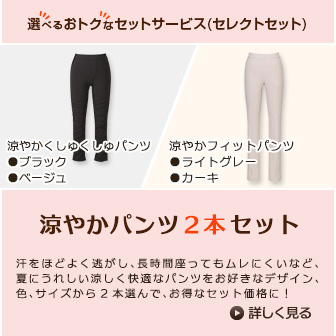 選べるおトクなセットサービス(セレクトセット)
涼やかくしゅくしゅパンツ
●ブラック
●ベージュ
涼やかフィットパンツ
●ライトグレー
●カーキ
涼やかパンツ2本セット
汗をほどよく逃がし、長時間座ってもムレにくいなど、
夏にうれしい涼しく快適なパンツをお好きなデザイン、
色、サイズから2本選んで、お得なセット価格に!
詳しく見る